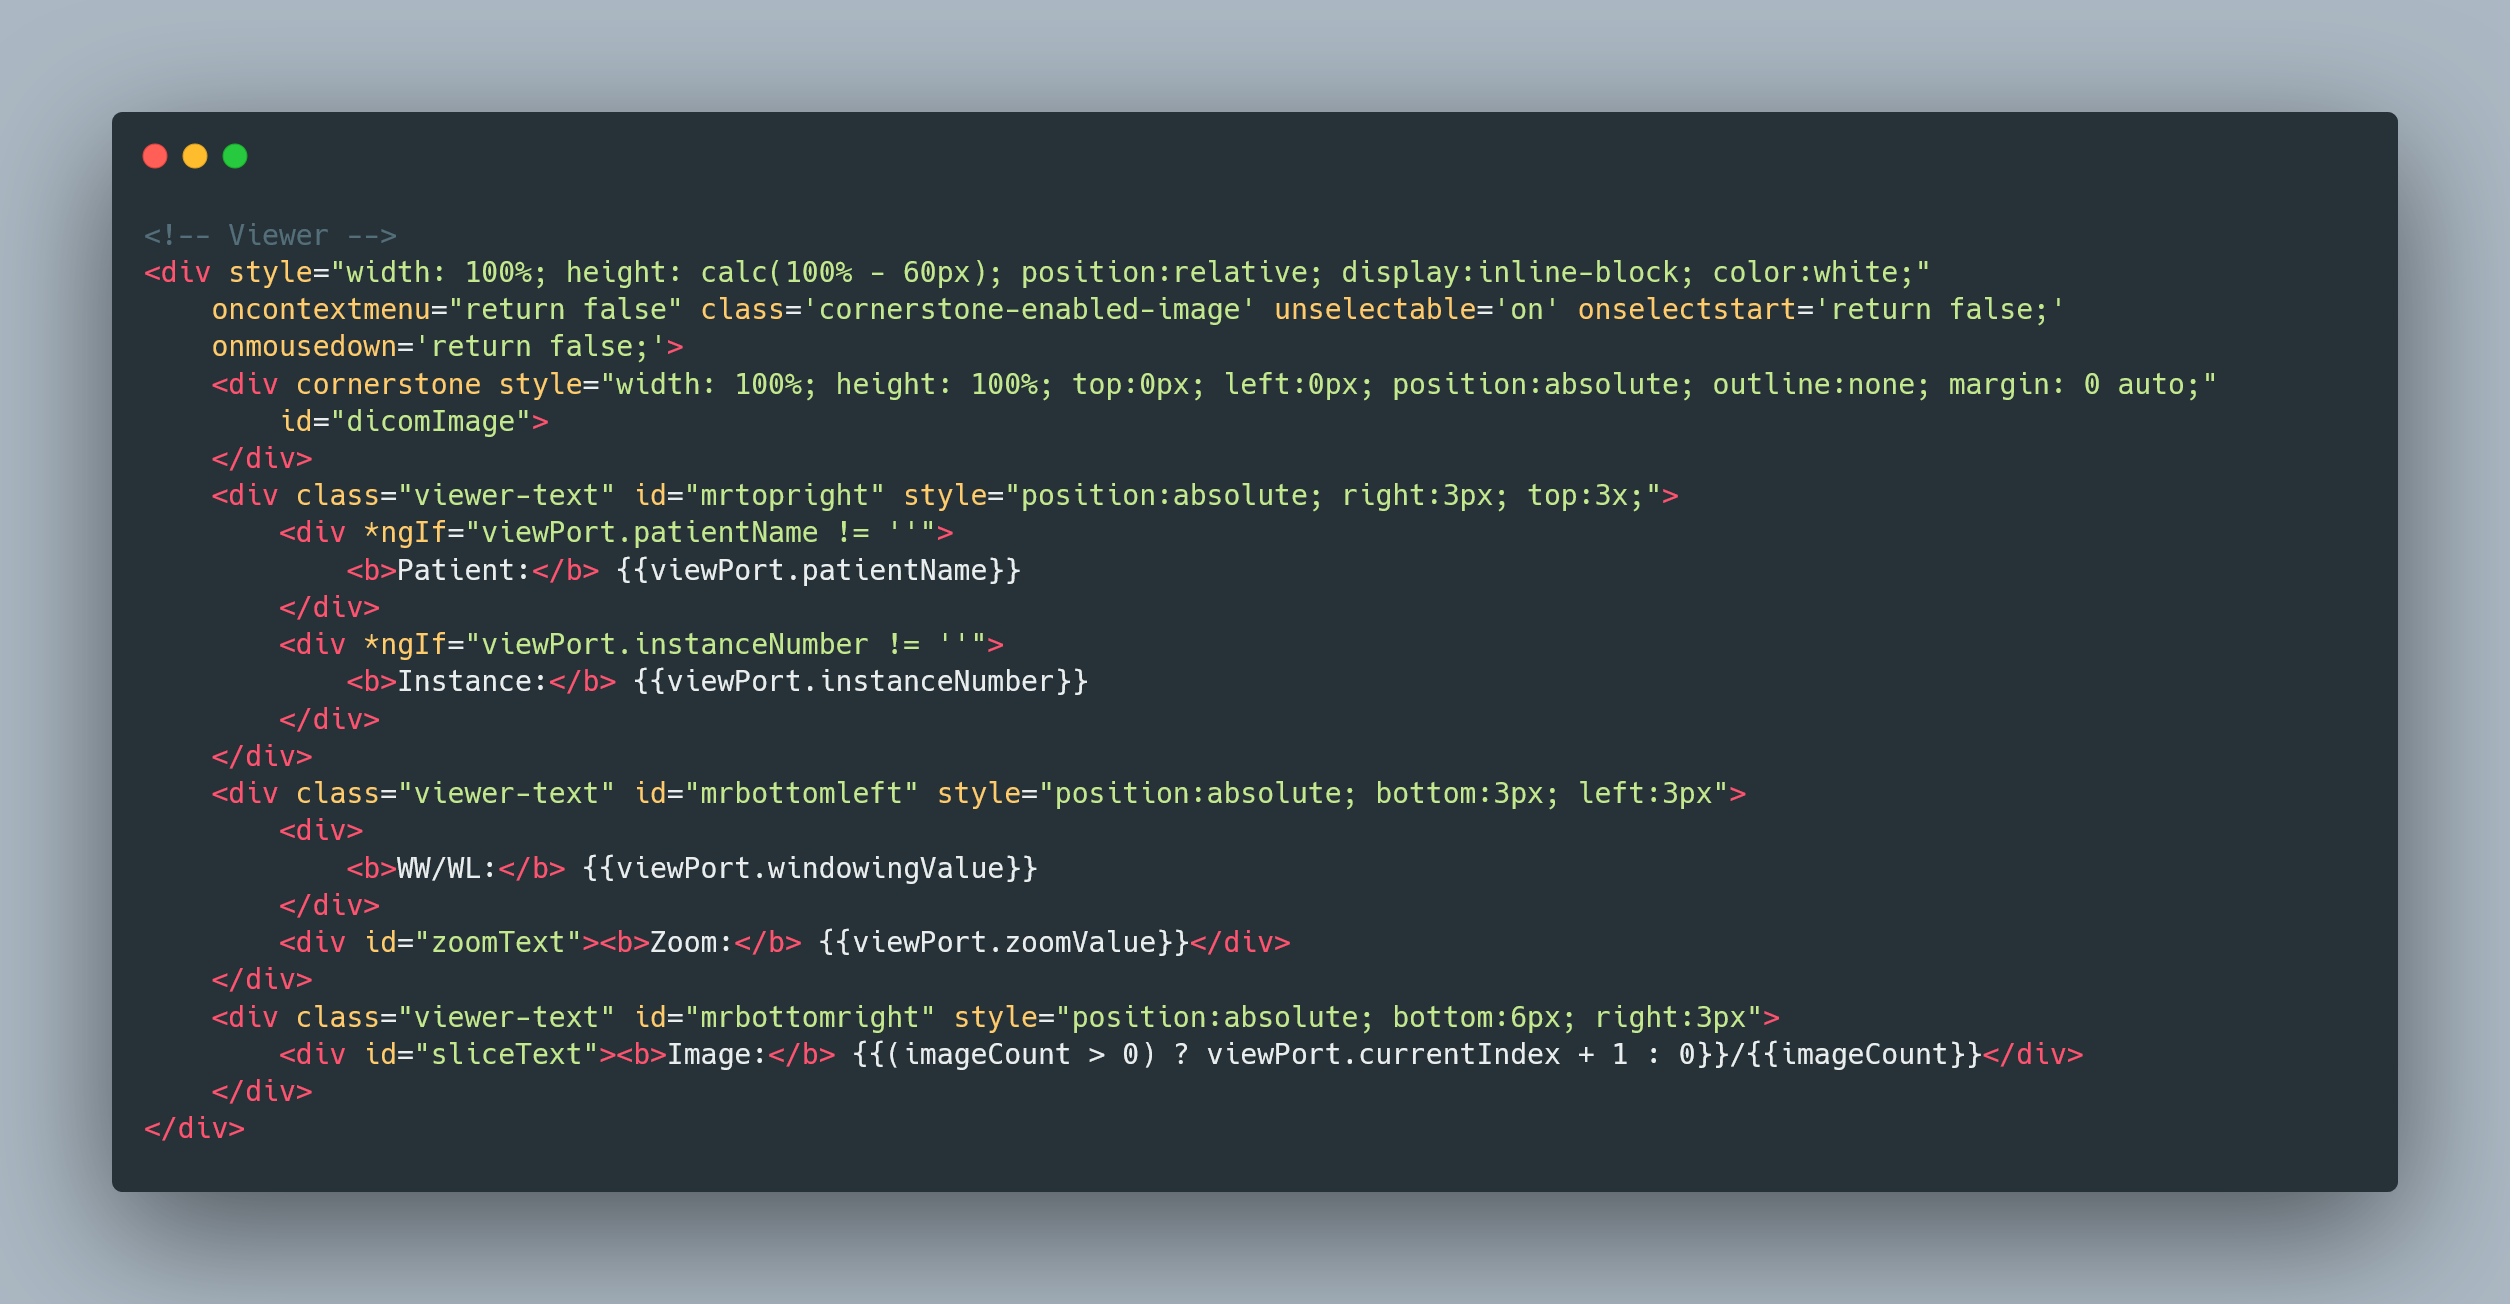 <!-- Viewer -->
<div style="width: 100%; height: calc(100% - 60px); position:relative; display:inline-block; color:white;"
    oncontextmenu="return false" class='cornerstone-enabled-image' unselectable='on' onselectstart='return false;'
    onmousedown='return false;'>
    <div cornerstone style="width: 100%; height: 100%; top:0px; left:0px; position:absolute; outline:none; margin: 0 auto;"
        id="dicomImage">
    </div>
    <div class="viewer-text" id="mrtopright" style="position:absolute; right:3px; top:3x;">
        <div *ngIf="viewPort.patientName != ''">
            <b>Patient:</b> {{viewPort.patientName}}
        </div>
        <div *ngIf="viewPort.instanceNumber != ''">
            <b>Instance:</b> {{viewPort.instanceNumber}}
        </div>
    </div>
    <div class="viewer-text" id="mrbottomleft" style="position:absolute; bottom:3px; left:3px">
        <div>
            <b>WW/WL:</b> {{viewPort.windowingValue}}
        </div>
        <div id="zoomText"><b>Zoom:</b> {{viewPort.zoomValue}}</div>
    </div>
    <div class="viewer-text" id="mrbottomright" style="position:absolute; bottom:6px; right:3px">
        <div id="sliceText"><b>Image:</b> {{(imageCount > 0) ? viewPort.currentIndex + 1 : 0}}/{{imageCount}}</div>
    </div>
</div>